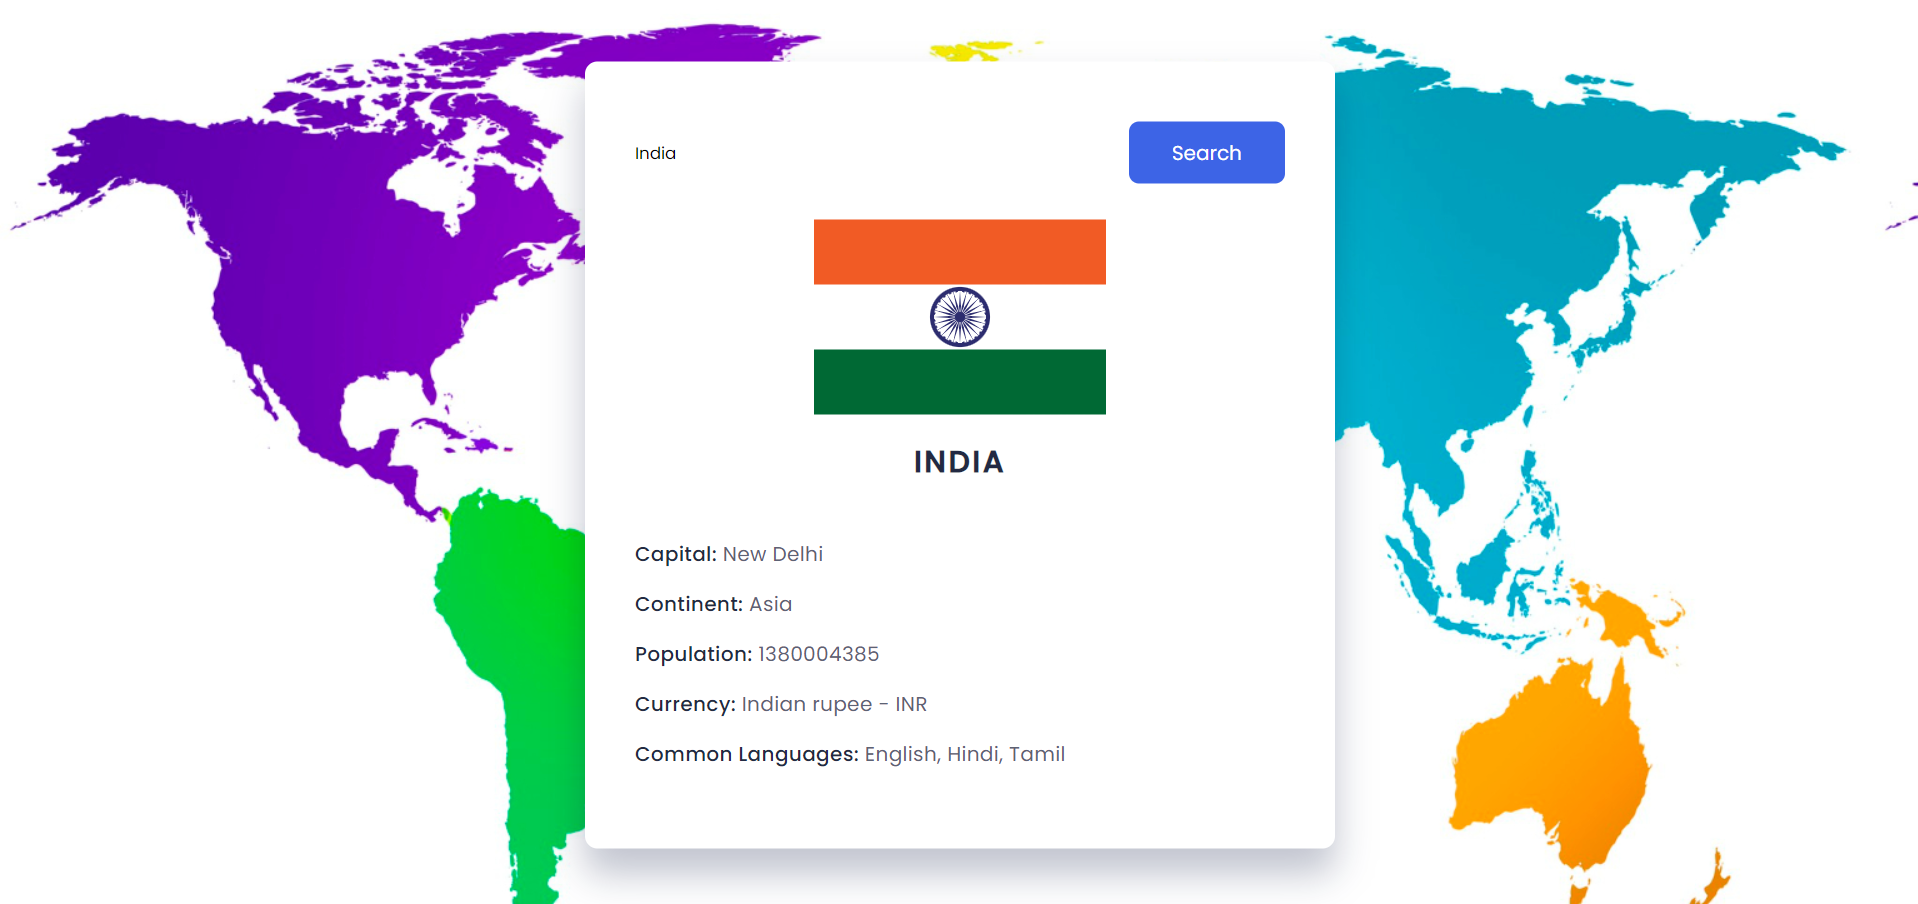 India
Search
INDIA
Capital: New Delhi
Continent: Asia
Population: 1380004385
Currency: Indian rupee - INR
Common Languages: English, Hindi, Tamil